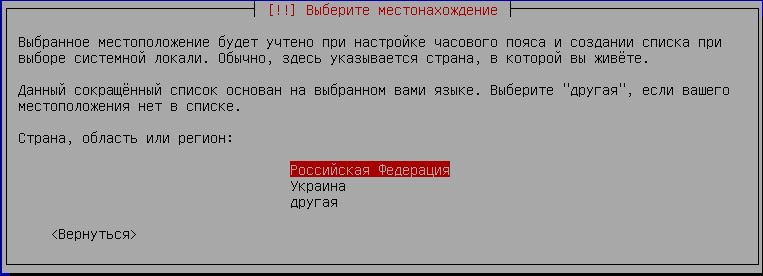 [!!] Выберите местонахождение
Выбранное местоположение будет учтено при настройке часового пояса и создании списка при
выборе системной локали. Обычно, здесь указывается страна, в которой вы живёте.
Данный сокращённый список основан на выбранном вами языке. Выберите "другая", если вашего
местоположения нет в списке.
Страна, область или регион:
Российская Федерация
Украина
другая
<Вернуться>